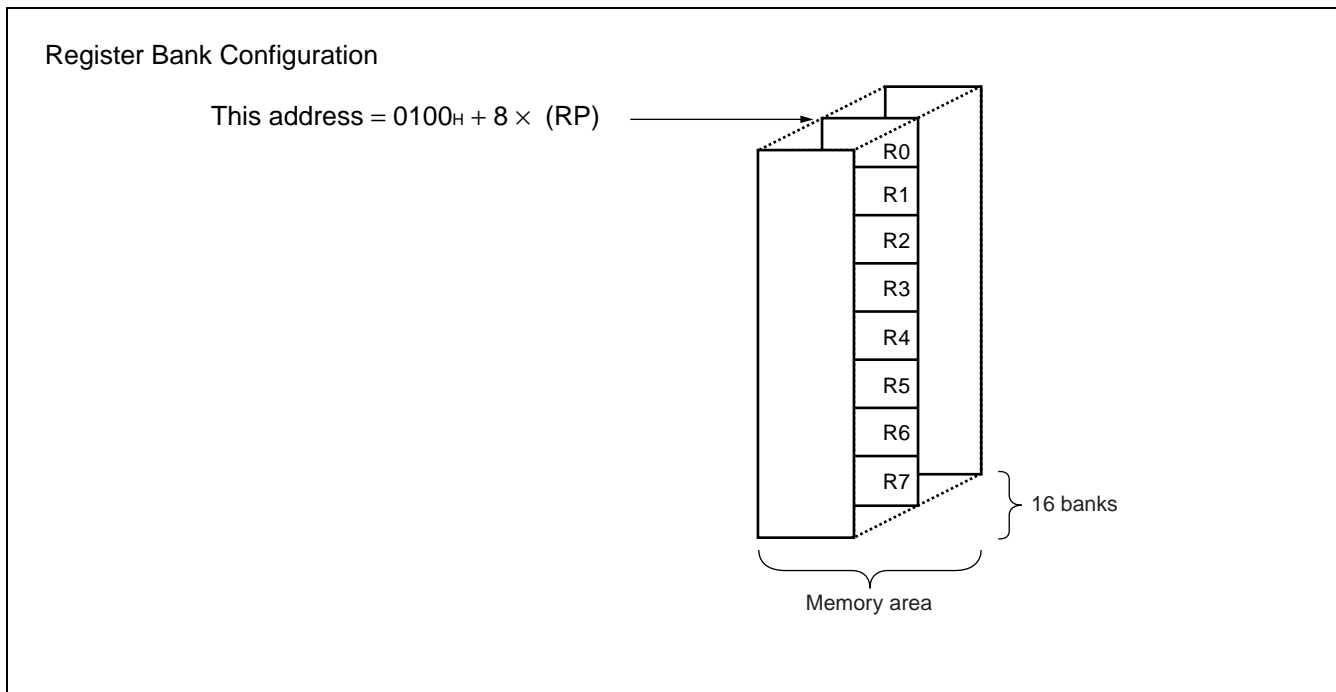 Register Bank Configuration
This address = 0100H + 8 × (RP)
R0
R1
R2
R3
R4
R5
R6
R7
16 banks
Memory area